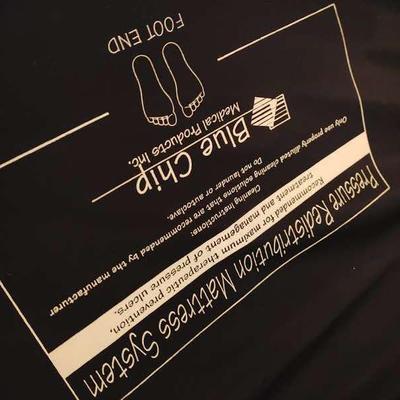 Pressure Redistribution Mattress System
Recommended for maximum therapeutic prevention,
treatment and management of pressure ulcers.
Cleaning Instructions:
Only use properly diluted cleaning solutions that are recommended by the manufacturer
Do not launder or autoclave.
Blue Chip
Medical Products Inc.
FOOT END